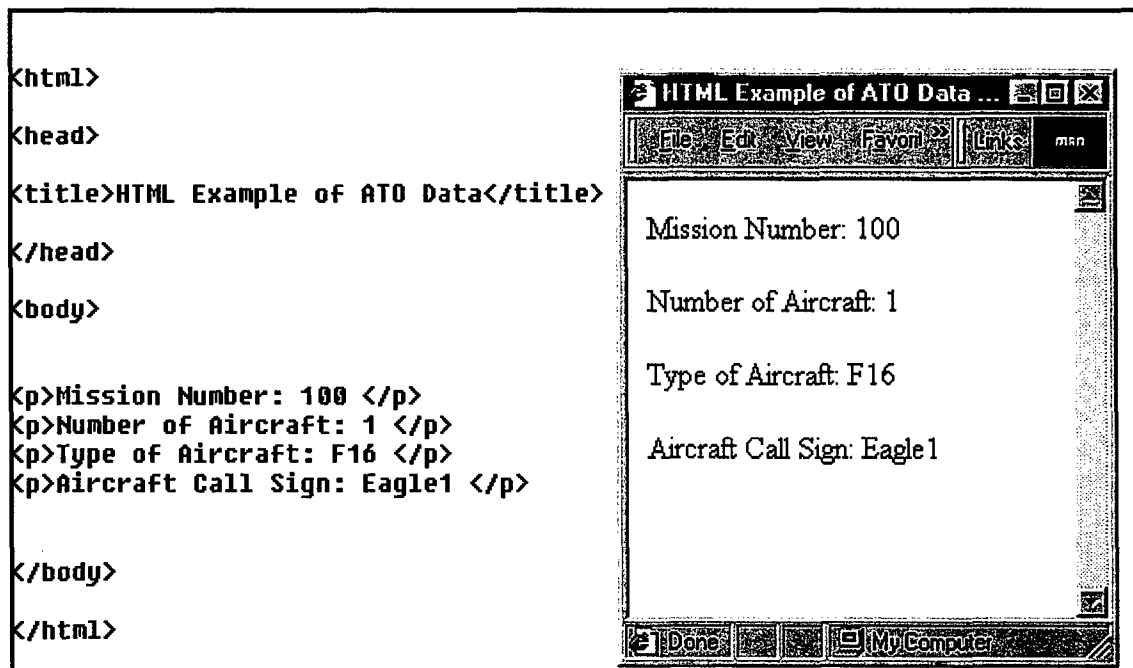 <html>
<head>
<title>HTML Example of ATO Data</title>
</head>
<body>
<p>Mission Number: 100 </p>
<p>Number of Aircraft: 1 </p>
<p>Type of Aircraft: F16 </p>
<p>Aircraft Call Sign: Eagle1 </p>
</body>
</html>
HTML Example of ATO Data ...
File Edit View Favori » Links msn
Mission Number: 100
Number of Aircraft: 1
Type of Aircraft: F16
Aircraft Call Sign: Eagle1
Done My Computer